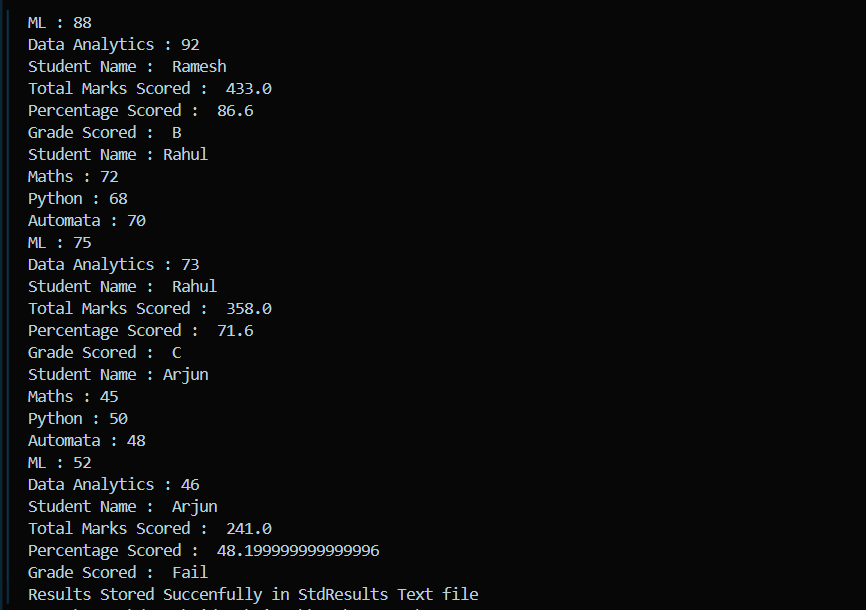 ML : 88
Data Analytics : 92
Student Name :  Ramesh
Total Marks Scored :  433.0
Percentage Scored :  86.6
Grade Scored :  B
Student Name : Rahul
Maths : 72
Python : 68
Automata : 70
ML : 75
Data Analytics : 73
Student Name :  Rahul
Total Marks Scored :  358.0
Percentage Scored :  71.6
Grade Scored :  C
Student Name : Arjun
Maths : 45
Python : 50
Automata : 48
ML : 52
Data Analytics : 46
Student Name :  Arjun
Total Marks Scored :  241.0
Percentage Scored :  48.199999999999996
Grade Scored :  Fail
Results Stored Succenfully in StdResults Text file